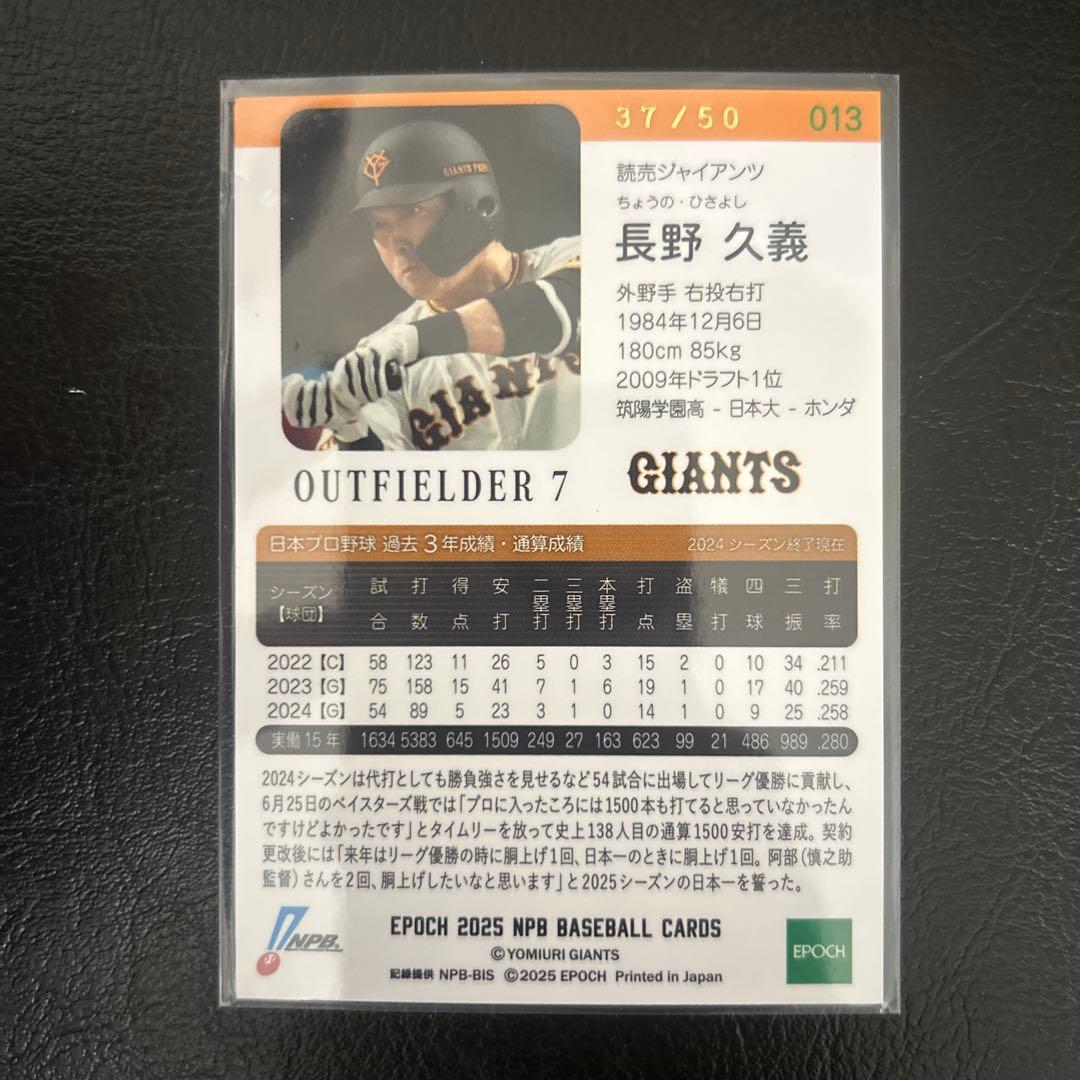 37/50 013
GIANTS PRIDE
読売ジャイアンツ
ちょうの・ひさよし
長野 久義
外野手 右投右打
1984年12月6日
180cm 85kg
2009年ドラフト1位
筑陽学園高 - 日本大 - ホンダ
GIANTS
OUTFIELDER 7
GIANTS
日本プロ野球 過去3年成績・通算成績 2024シーズン終了現在
シーズン【球団】 試合 打数 得点 安打 二塁打 三塁打 本塁打 打点 盗塁 犠打 四球 三振 打率
2022【C】 58 123 11 26 5 0 3 15 2 0 10 34 .211
2023【G】 75 158 15 41 7 1 6 19 1 0 17 40 .259
2024【G】 54 89 5 23 3 1 0 14 1 0 9 25 .258
実働15年 1634 5383 645 1509 249 27 163 623 99 21 486 989 .280
2024シーズンは代打としても勝負強さを見せるなど54試合に出場してリーグ優勝に貢献し、
6月25日のベイスターズ戦では「プロに入ったころには1500本も打てると思っていなかったん
ですけどよかったです」とタイムリーを放って史上138人目の通算1500安打を達成。契約
更改後には「来年はリーグ優勝の時に胴上げ1回、日本一のときに胴上げ1回。阿部(慎之助
監督)さんを2回、胴上げしたいなと思います」と2025シーズンの日本一を誓った。
NPB
EPOCH 2025 NPB BASEBALL CARDS
©YOMIURI GIANTS
記録提供 NPB-BIS ©2025 EPOCH Printed in Japan
EPOCH